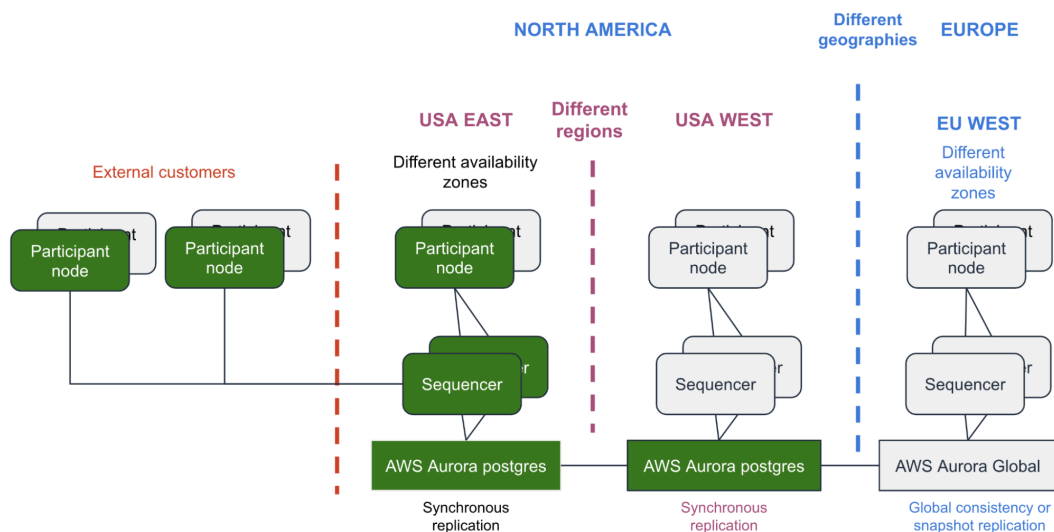 NORTH AMERICA
Different
geographies
EUROPE
USA EAST
Different
regions
USA WEST
EU WEST
External customers
Different availability
zones
Different
availability
zones
Participant
node
Participant
node
Participant
node
Participant
node
Participant
node
Sequencer
Sequencer
Sequencer
AWS Aurora postgres
AWS Aurora postgres
AWS Aurora Global
Synchronous
replication
Synchronous
replication
Global consistency or
snapshot replication